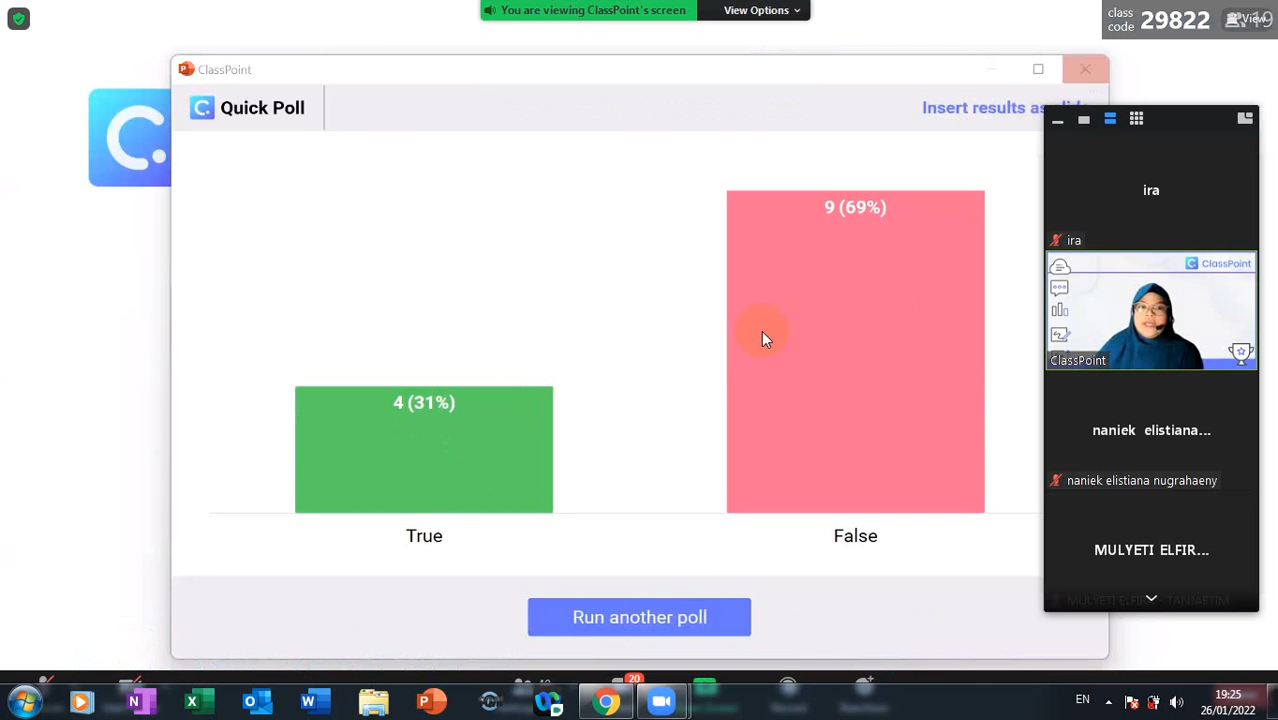 You are viewing ClassPoint's screen
View Options
class code 29822
View
19
ClassPoint
Quick Poll
Insert results as
ira
ira
ClassPoint
ClassPoint
naniek elistiana...
naniek elistiana nugrahaeny
MULYETI ELFIR...
9 (69%)
4 (31%)
True
False
Run another poll
20
EN
19:25
26/01/2022